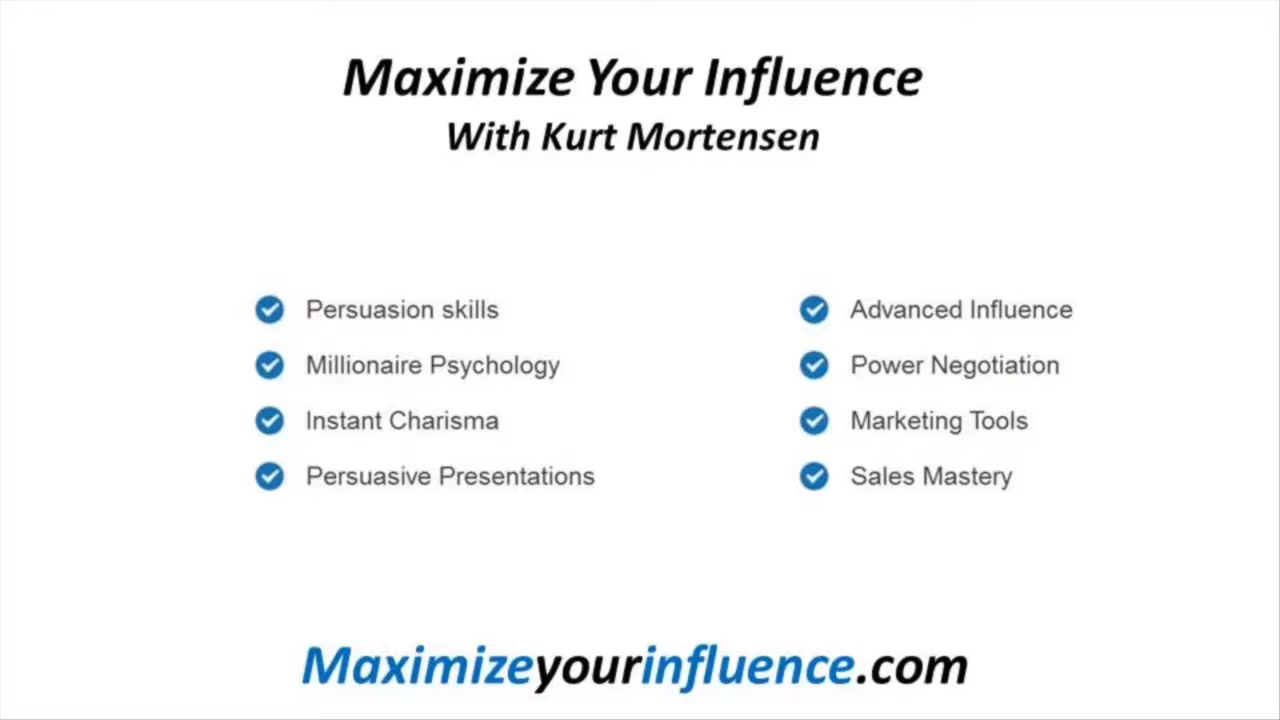 Maximize Your Influence
With Kurt Mortensen
Persuasion skills
Millionaire Psychology
Instant Charisma
Persuasive Presentations
Advanced Influence
Power Negotiation
Marketing Tools
Sales Mastery
Maximizeyourinfluence.com